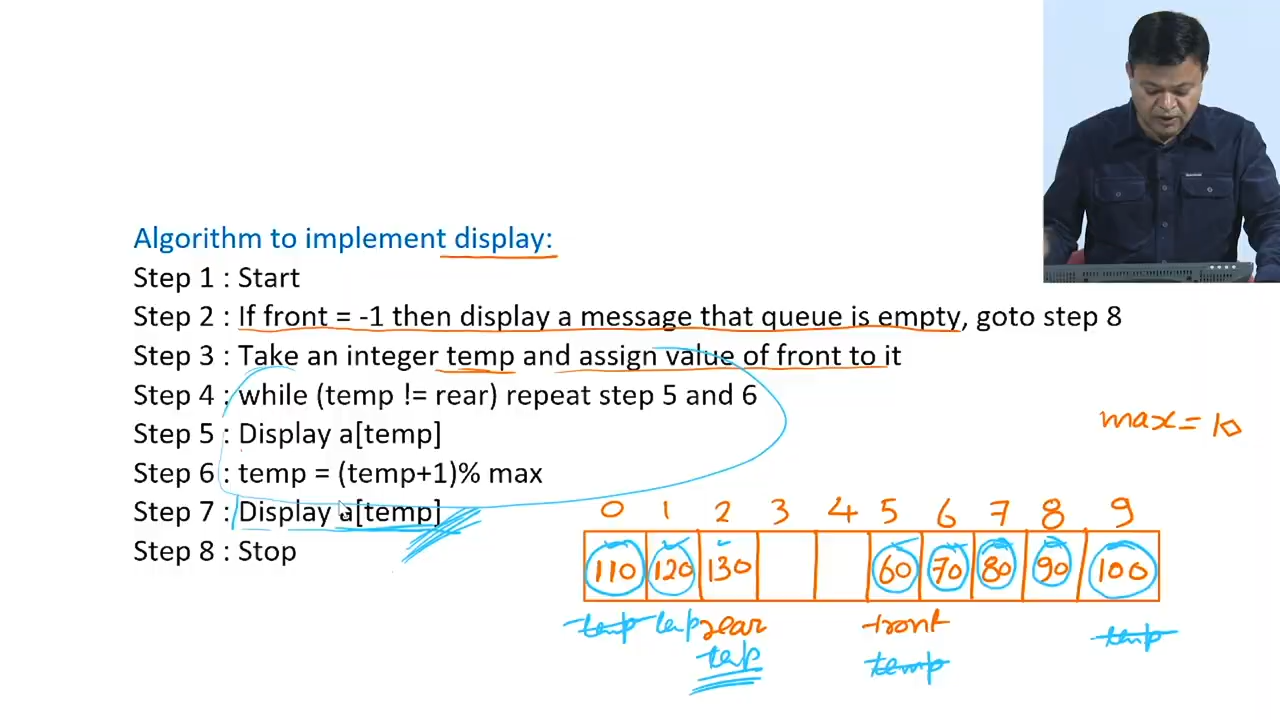 Algorithm to implement display:
Step 1 : Start
Step 2 : If front = -1 then display a message that queue is empty, goto step 8
Step 3 : Take an integer temp and assign value of front to it
Step 4 : while (temp != rear) repeat step 5 and 6
Step 5 : Display a[temp]
Step 6 : temp = (temp+1)% max
Step 7 : Display a[temp]
Step 8 : Stop
max = 10
0 1 2 3 4 5 6 7 8 9
110 120 130 60 70 80 90 100
temp temp rear front temp
temp temp